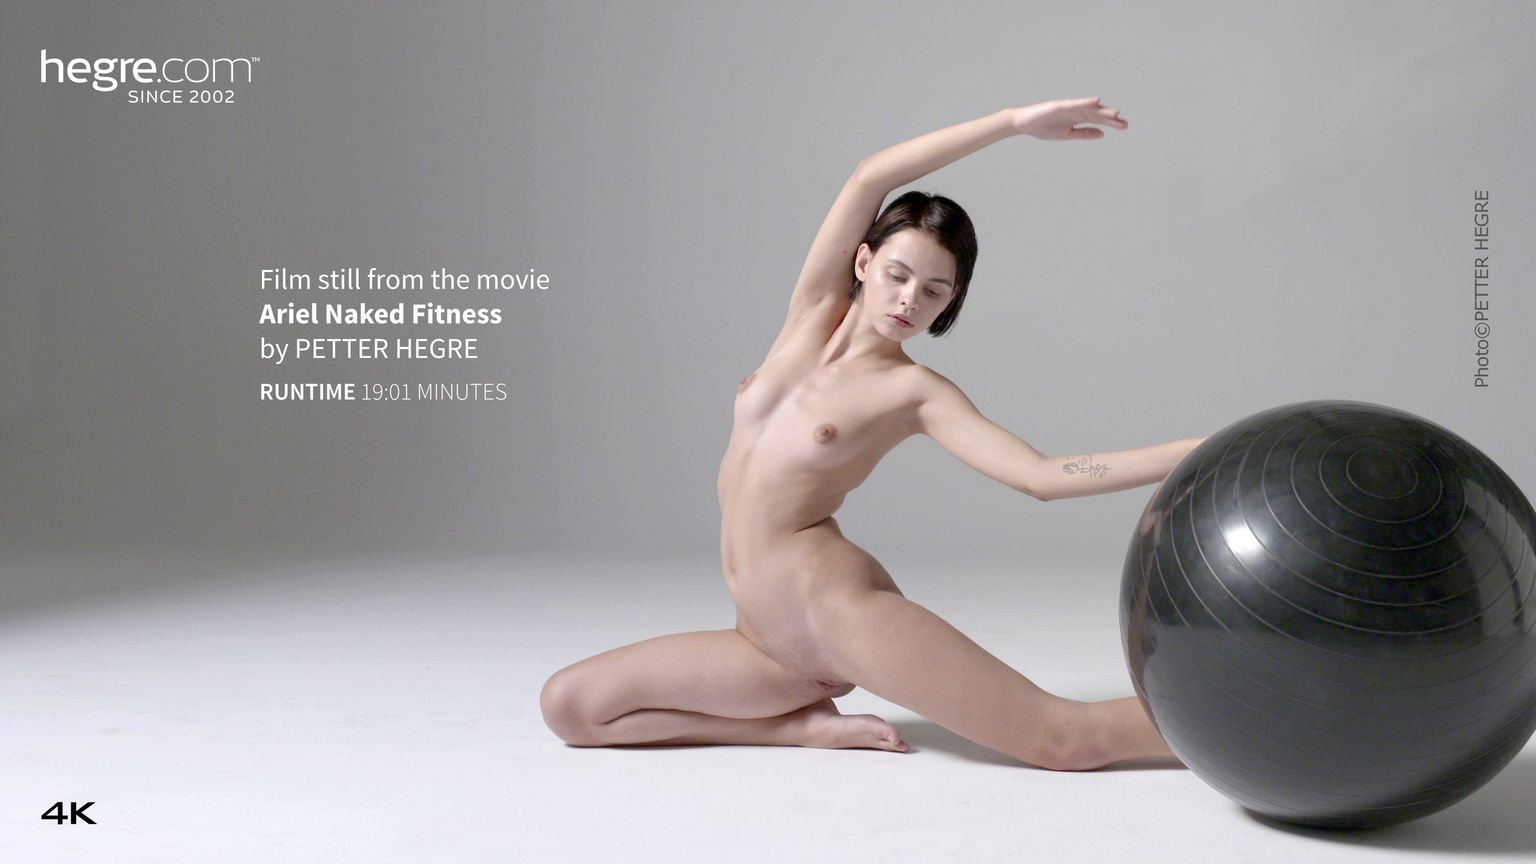 hegre.com™
SINCE 2002
Film still from the movie
Ariel Naked Fitness
by PETTER HEGRE
RUNTIME 19:01 MINUTES
Photo©PETTER HEGRE
4K